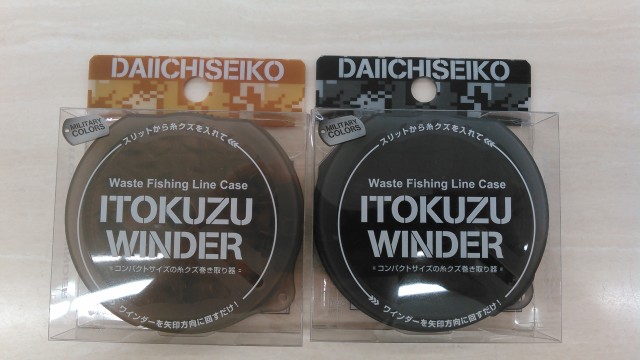 DAIICHISEIKO
MILITARY
COLORS
スリットから糸クズを入れて
Waste Fishing Line Case
ITOKUZU
WINDER
コンパクトサイズの糸クズ巻き取り器
ワインダーを矢印方向に回すだけ!
DAIICHISEIKO
MILITARY
COLORS
スリットから糸クズを入れて
Waste Fishing Line Case
ITOKUZU
WINDER
コンパクトサイズの糸クズ巻き取り器
ワインダーを矢印方向に回すだけ!